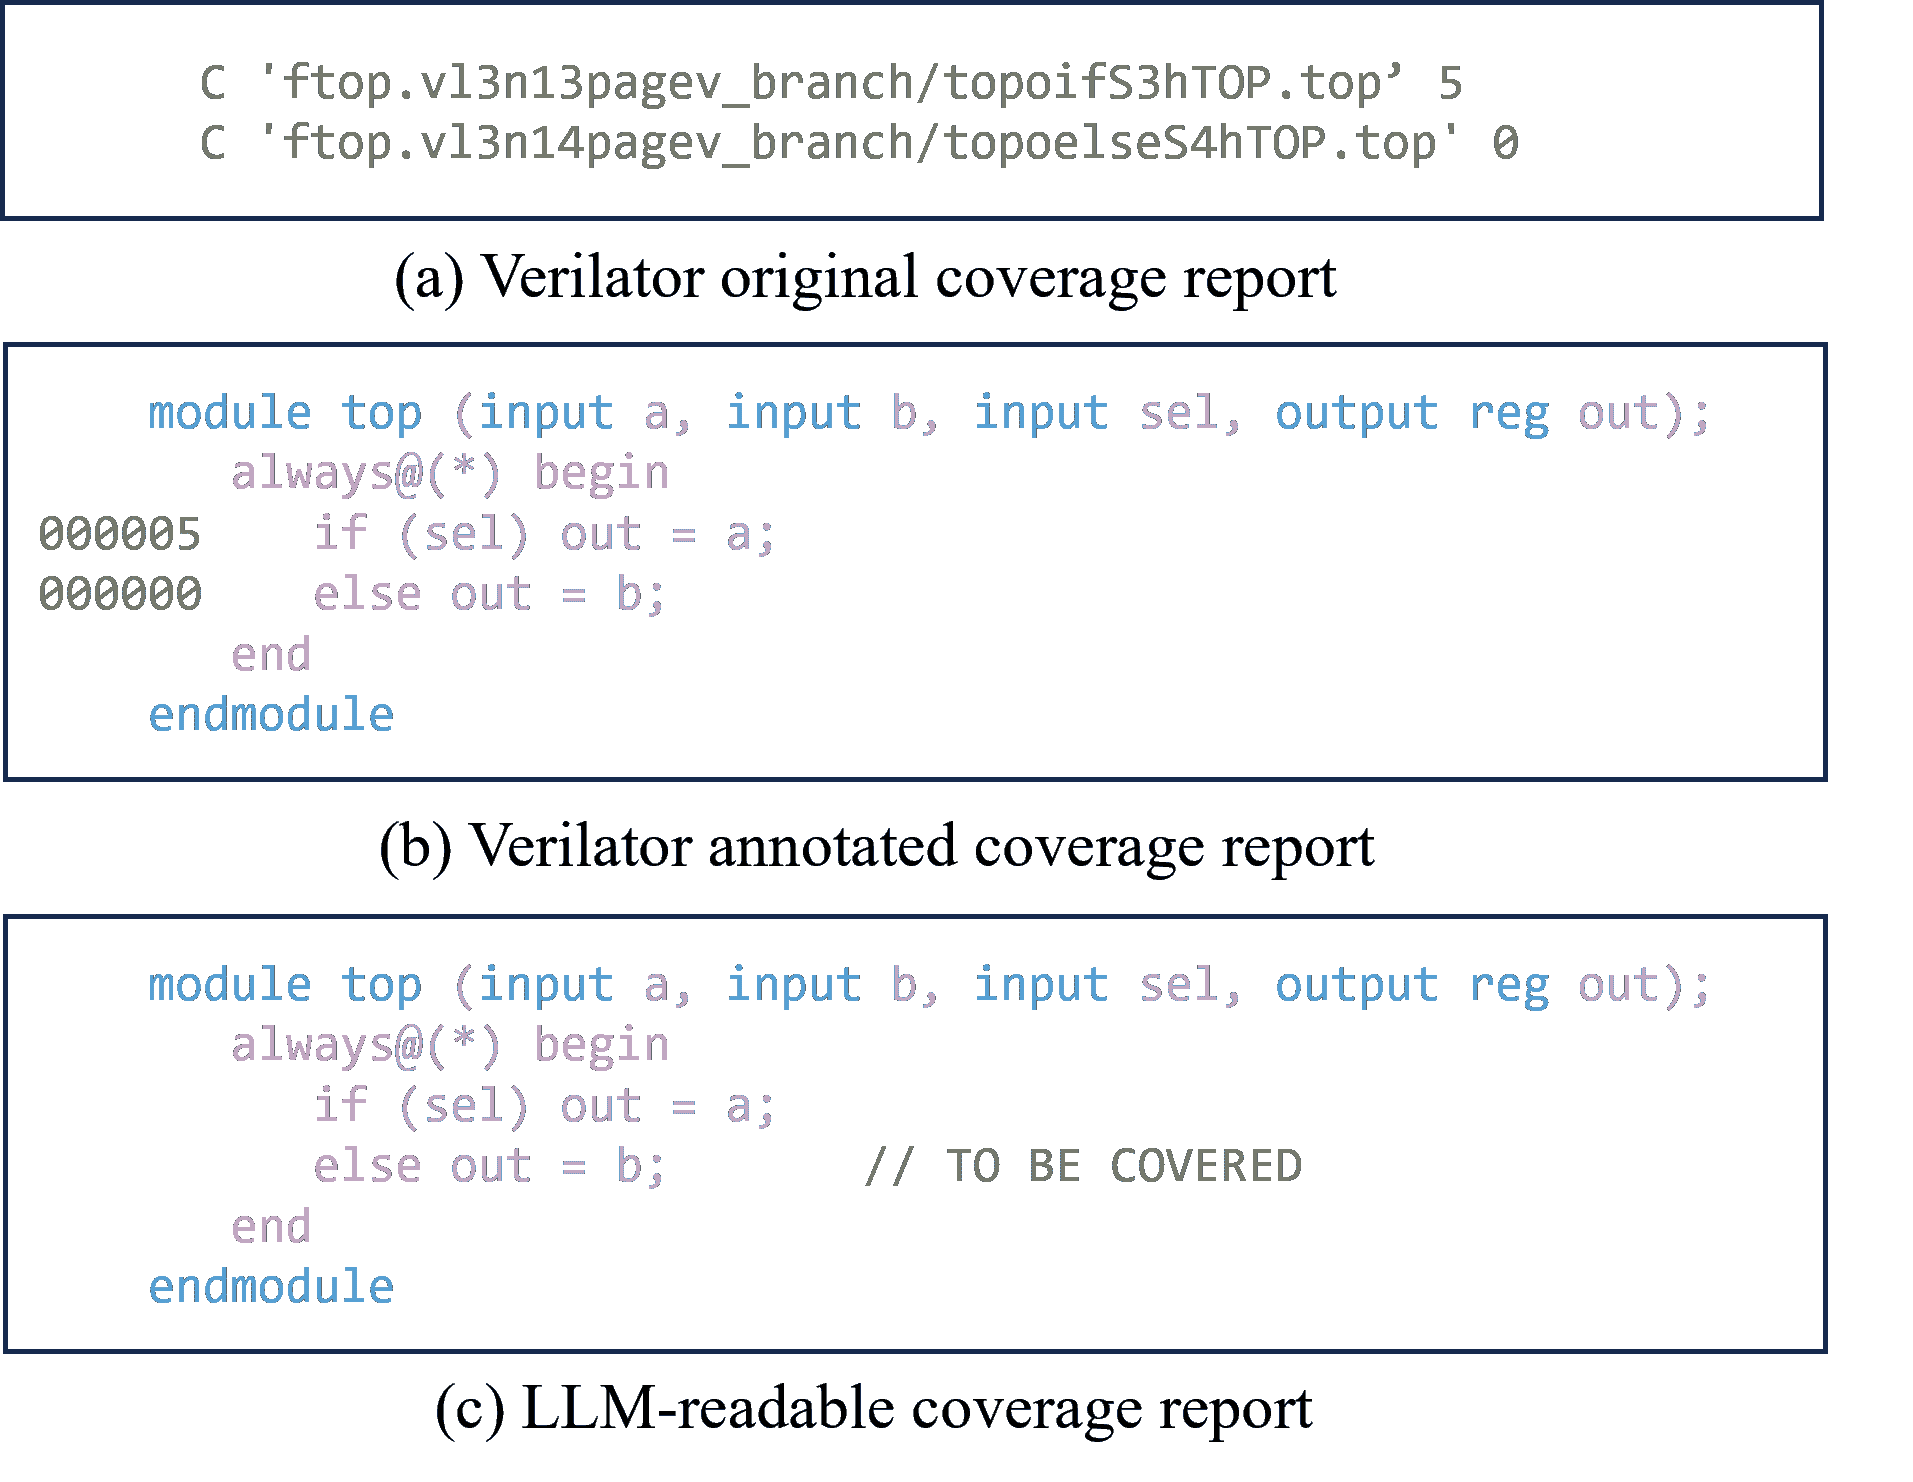 C 'ftop.vl3n13pagev_branch/topoifS3hTOP.top’ 5
C 'ftop.vl3n14pagev_branch/topoelseS4hTOP.top' 0
(a) Verilator original coverage report
module top (input a, input b, input sel, output reg out);
always@(*) begin
000005 if (sel) out = a;
000000 else out = b;
end
endmodule
(b) Verilator annotated coverage report
module top (input a, input b, input sel, output reg out);
always@(*) begin
if (sel) out = a;
else out = b; // TO BE COVERED
end
endmodule
(c) LLM-readable coverage report